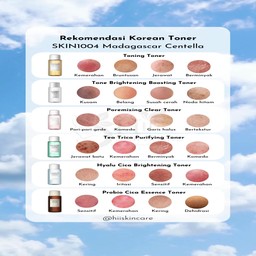 Rekomendasi Korean Toner
SKIN1004 Madagascar Centella
Toning Toner
Kemerahan Bruntusan Jerawat Berminyak
Tone Brightening Boosting Toner
Kusam Belang Susah cerah Noda hitam
Poremizing Clear Toner
Pori-pori gede Komedo Garis halus Bertekstur
Tea Trica Purifying Toner
Jerawat batu Kemerahan Berminyak Komedo
Hyalu Cica Brightening Toner
Kering Iritasi Sensitif Kemerahan
Probio Cica Essence Toner
Sensitif Kemerahan Kering Dehidrasi
@hiiskincare